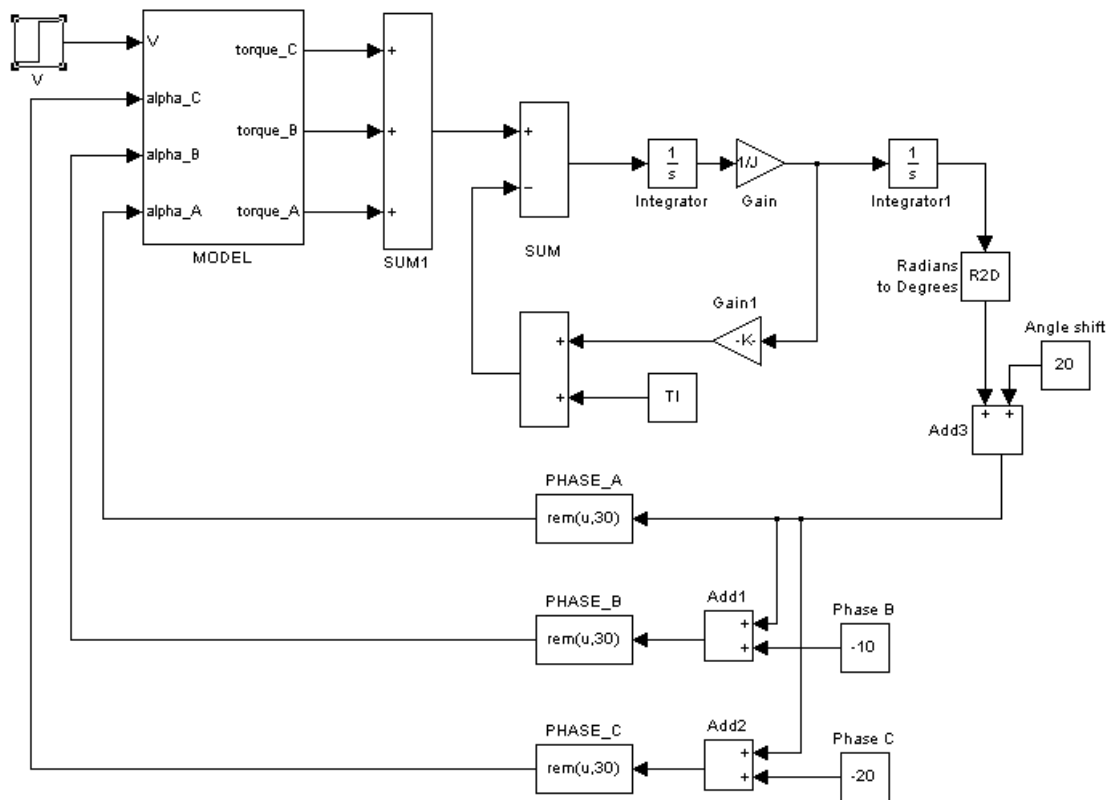 V
V
torque_C
+
alpha_C
alpha_B
torque_B
+
alpha_A
torque_A
+
MODEL
SUM1
+
−
SUM
1
s
Integrator
1/J
Gain
1
s
Integrator1
Radians
to Degrees
R2D
Gain1
-K-
+
+
Tl
Angle shift
20
+ +
Add3
PHASE_A
rem(u,30)
PHASE_B
rem(u,30)
Add1
+
+
Phase B
-10
PHASE_C
rem(u,30)
Add2
+
+
Phase C
-20